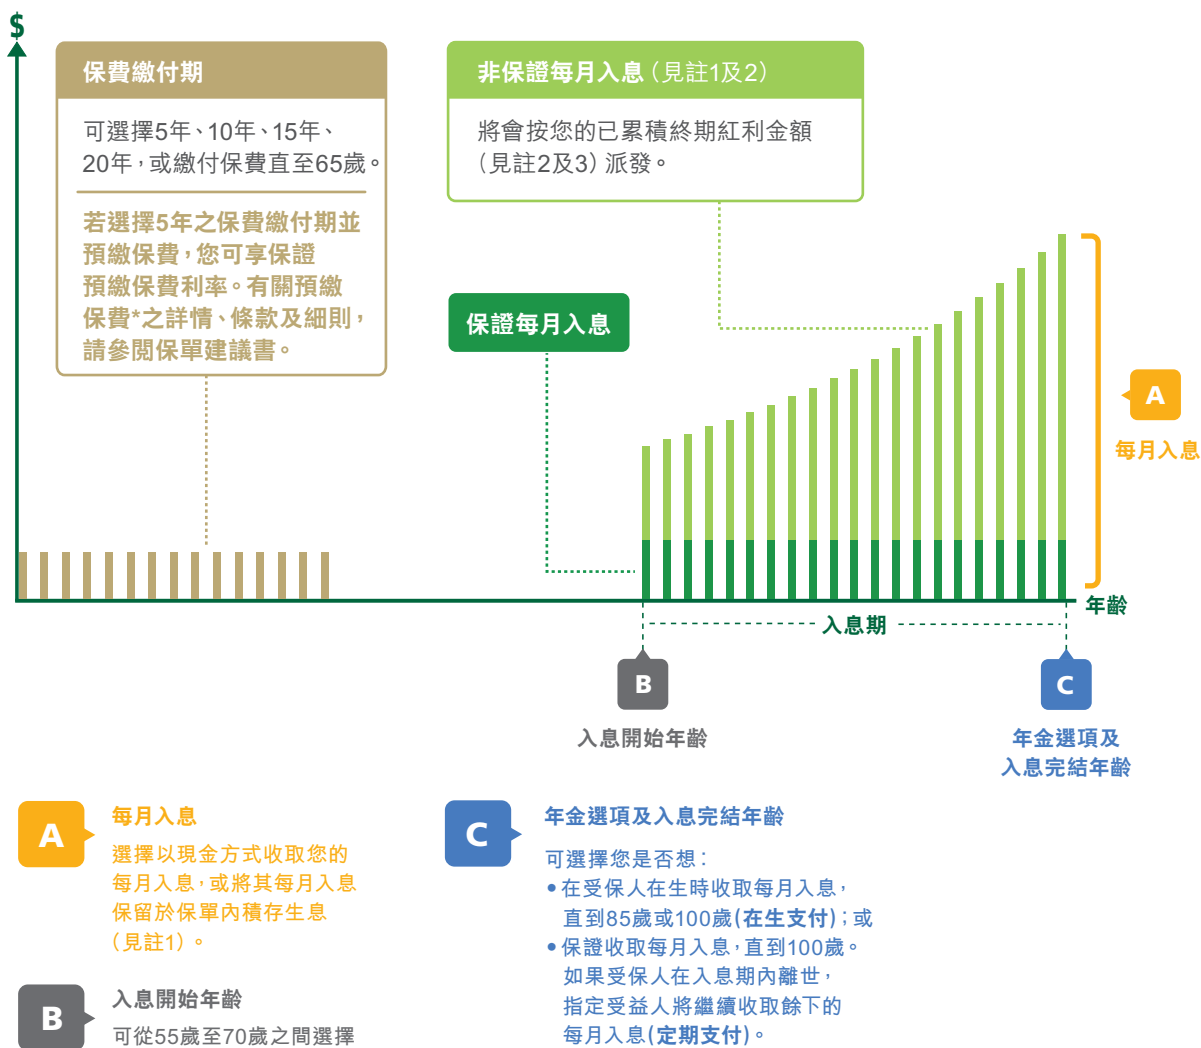 $
保費繳付期
可選擇5年、10年、15年、
20年，或繳付保費直至65歲。
若選擇5年之保費繳付期並
預繳保費，您可享保證
預繳保費利率。有關預繳
保費*之詳情、條款及細則，
請參閱保單建議書。
非保證每月入息（見註1及2）
將會按您的已累積終期紅利金額
（見註2及3）派發。
保證每月入息
A
每月入息
年齡
入息期
B
入息開始年齡
C
年金選項及
入息完結年齡
A
每月入息
選擇以現金方式收取您的
每月入息，或將其每月入息
保留於保單內積存生息
（見註1）。
B
入息開始年齡
可從55歲至70歲之間選擇
C
年金選項及入息完結年齡
可選擇您是否想：
•在受保人在生時收取每月入息，
直到85歲或100歲(在生支付)；或
•保證收取每月入息，直到100歲。
如果受保人在入息期內離世，
指定受益人將繼續收取餘下的
每月入息(定期支付)。